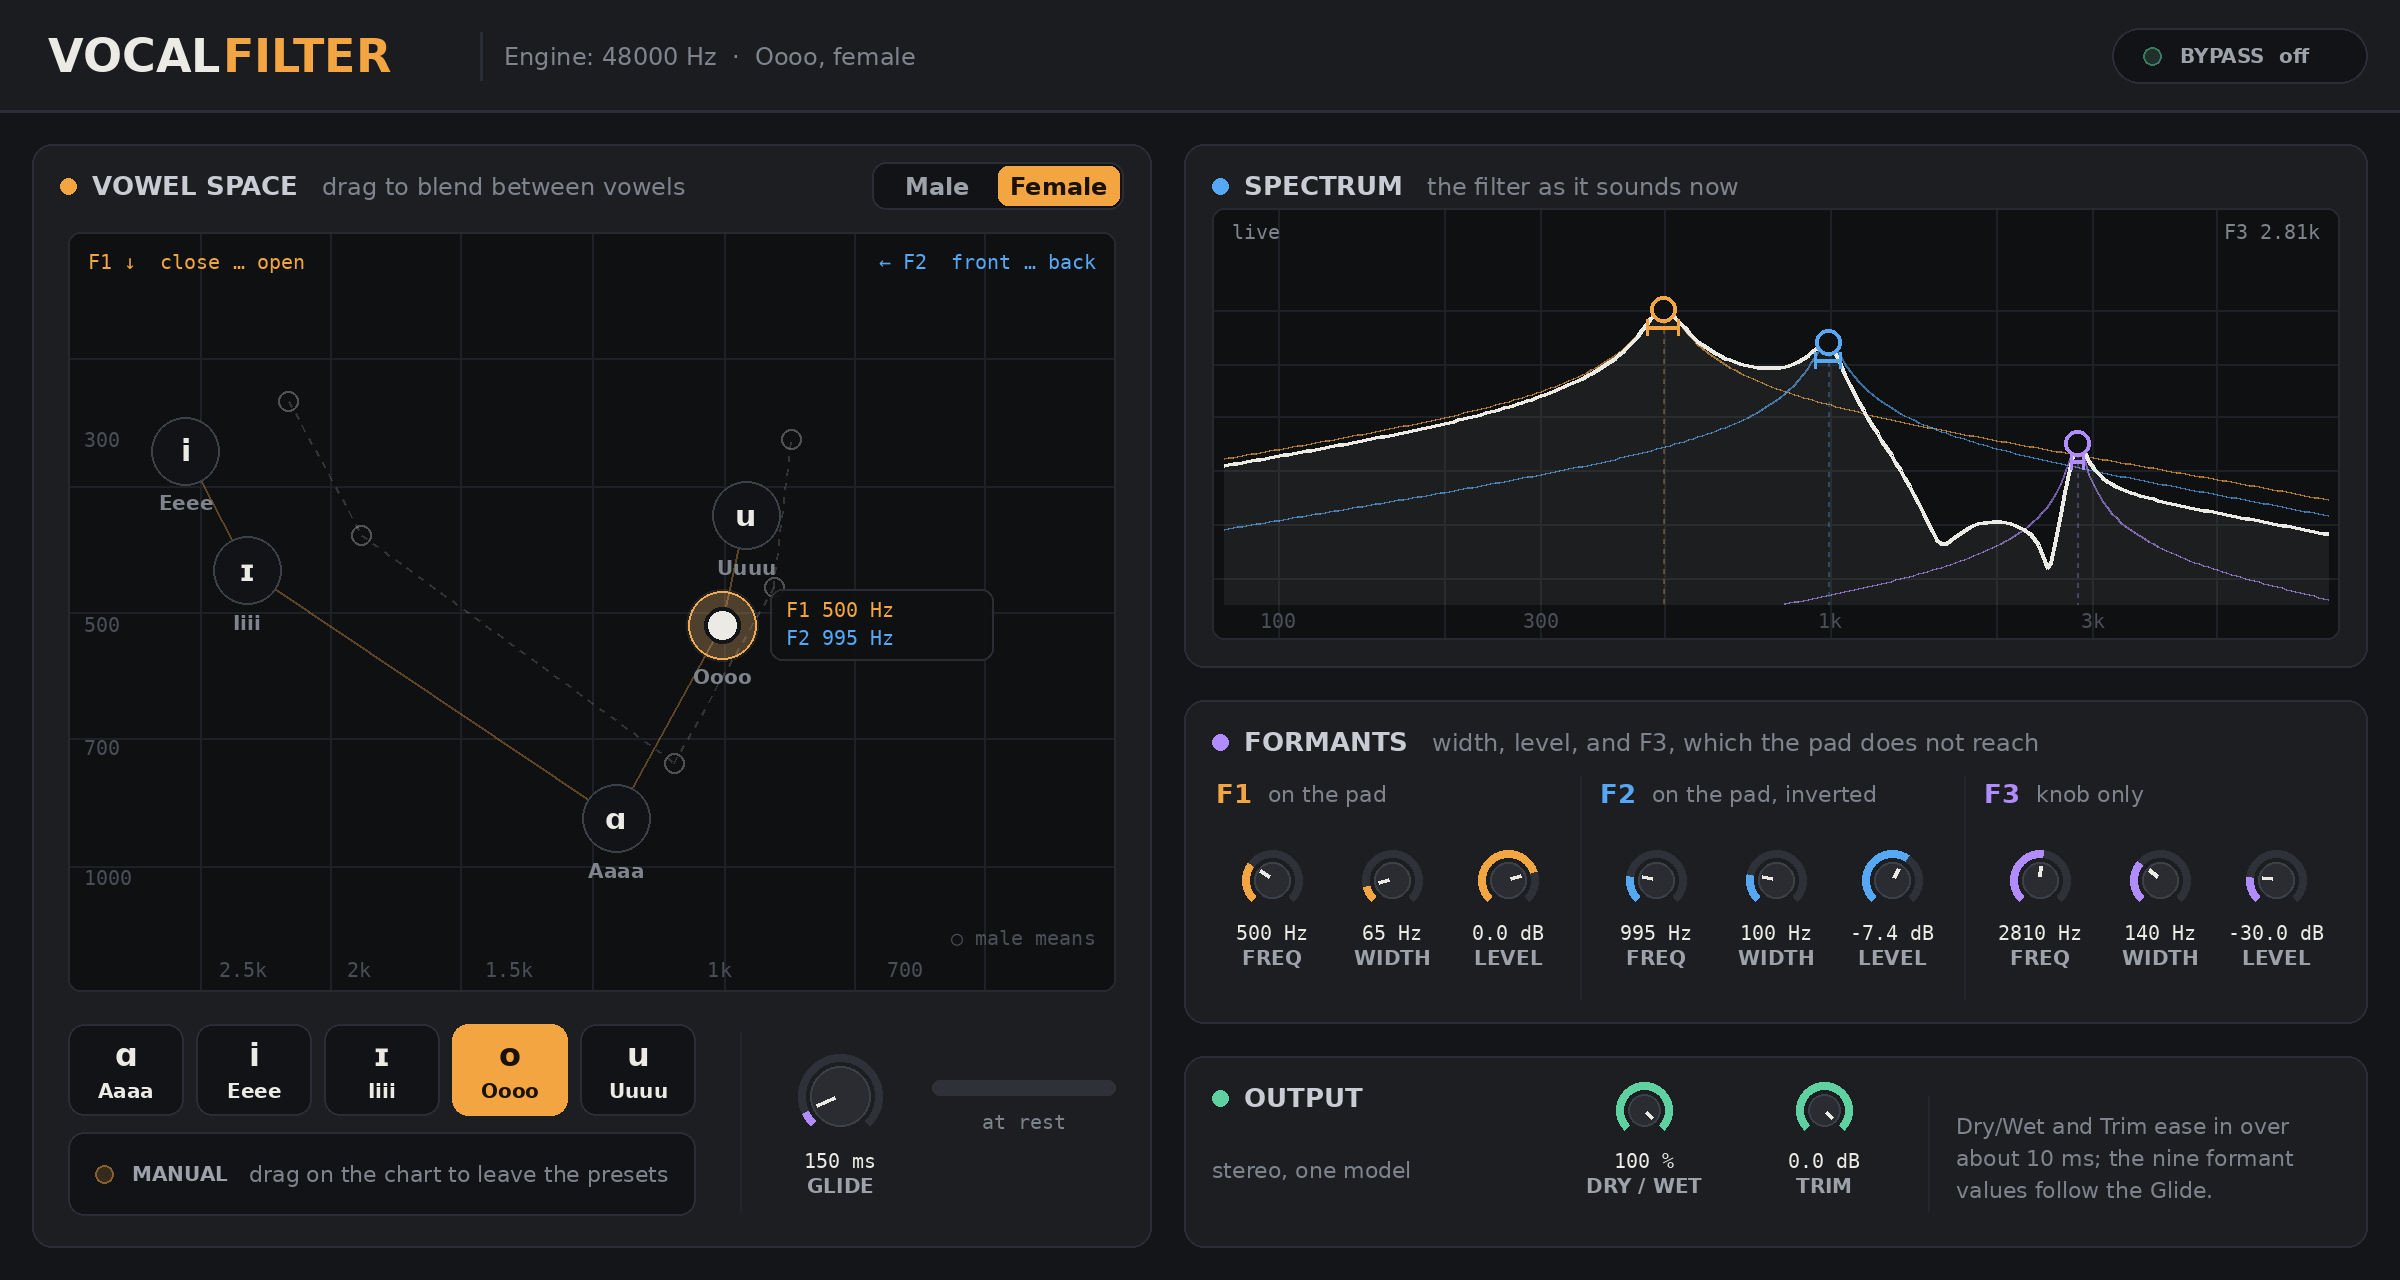 VOCALFILTER
Engine: 48000 Hz · Oooo, female
BYPASS off
VOWEL SPACE drag to blend between vowels
Male Female
F1 ↓ close … open
← F2 front … back
300
500
700
1000
i
Eeee
ɪ
Iiii
u
Uuuu
Oooo
F1 500 Hz
F2 995 Hz
ɑ
Aaaa
○ male means
2.5k 2k 1.5k 1k 700
ɑ
Aaaa
i
Eeee
ɪ
Iiii
o
Oooo
u
Uuuu
MANUAL drag on the chart to leave the presets
150 ms
GLIDE
at rest
SPECTRUM the filter as it sounds now
live
F3 2.81k
100 300 1k 3k
FORMANTS width, level, and F3, which the pad does not reach
F1 on the pad
500 Hz 65 Hz 0.0 dB
FREQ WIDTH LEVEL
F2 on the pad, inverted
995 Hz 100 Hz -7.4 dB
FREQ WIDTH LEVEL
F3 knob only
2810 Hz 140 Hz -30.0 dB
FREQ WIDTH LEVEL
OUTPUT
stereo, one model
100 %
DRY / WET
0.0 dB
TRIM
Dry/Wet and Trim ease in over
about 10 ms; the nine formant
values follow the Glide.